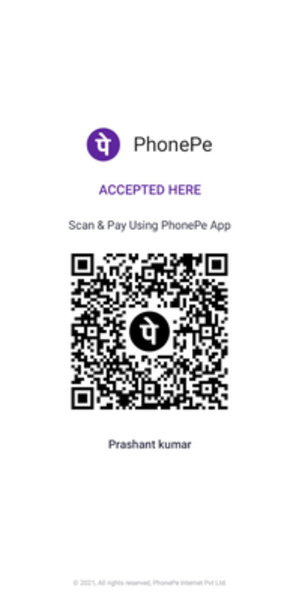 पे PhonePe
ACCEPTED HERE
Scan & Pay Using PhonePe App
पे
Prashant kumar
© 2021, All rights reserved, PhonePe Internet Pvt Ltd.